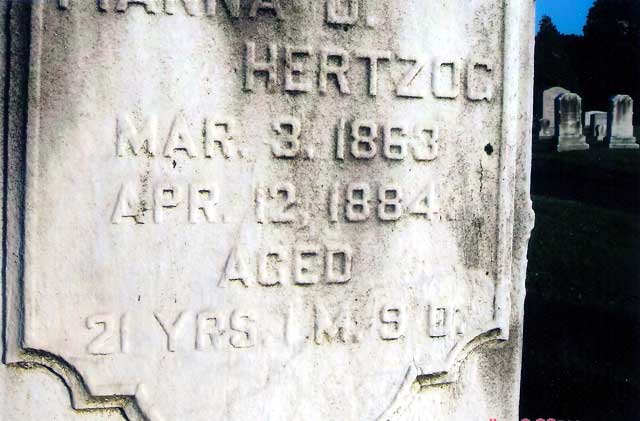 HERTZOG
MAR. 3. 1863
APR. 12, 1884.
AGED
21 YRS. 1 M. 9 D.